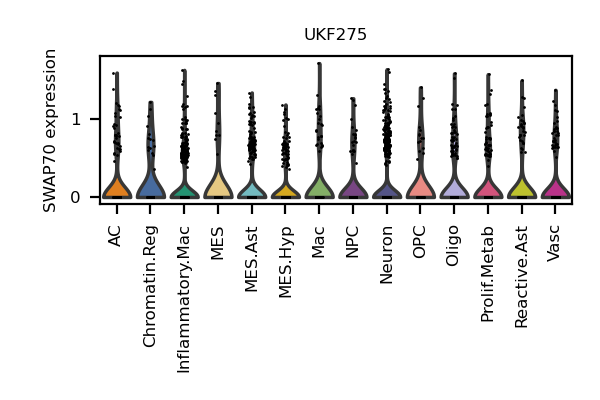 UKF275
SWAP70 expression
1
0
AC
Chromatin.Reg
Inflammatory.Mac
MES
MES.Ast
MES.Hyp
Mac
NPC
Neuron
OPC
Oligo
Prolif.Metab
Reactive.Ast
Vasc